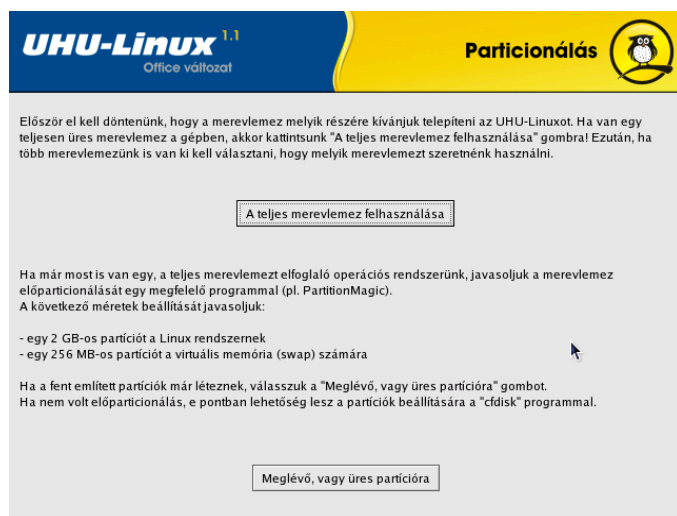 UHU-Linux 1.1
Office változat
Particionálás
Először el kell döntenünk, hogy a merevlemez melyik részére kívánjuk telepíteni az UHU-Linuxot. Ha van egy
teljesen üres merevlemez a gépben, akkor kattintsunk "A teljes merevlemez felhasználása" gombra! Ezután, ha
több merevlemezünk is van ki kell választani, hogy melyik merevlemezt szeretnénk használni.
A teljes merevlemez felhasználása
Ha már most is van egy, a teljes merevlemezt elfoglaló operációs rendszerünk, javasoljuk a merevlemez
előparticionálását egy megfelelő programmal (pl. PartitionMagic).
A következő méretek beállítását javasoljuk:
- egy 2 GB-os partíciót a Linux rendszernek
- egy 256 MB-os partíciót a virtuális memória (swap) számára
Ha a fent említett partíciók már léteznek, válasszuk a "Meglévő, vagy üres partícióra" gombot.
Ha nem volt előparticionálás, e pontban lehetőség lesz a partíciók beállítására a "cfdisk" programmal.
Meglévő, vagy üres partícióra